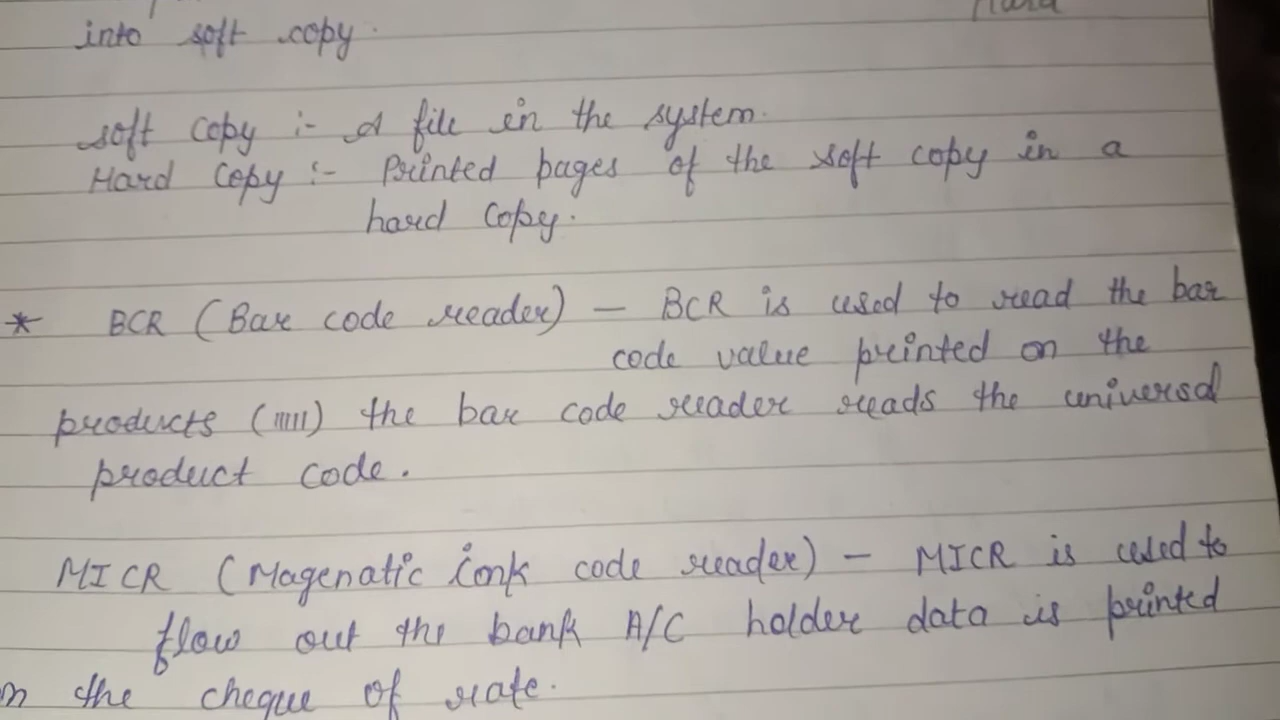 into soft copy.
soft copy :- A file in the system.
Hard Copy :- Printed pages of the soft copy in a
hard Copy.
* BCR (Bar code reader) – BCR is used to read the bar
code value printed on the
products (||||||) the bar code reader reads the universal
product code.
MICR (Magenatic ionk code reader) – MICR is used to
flow out the bank A/C holder data is printed
the cheque of rate.